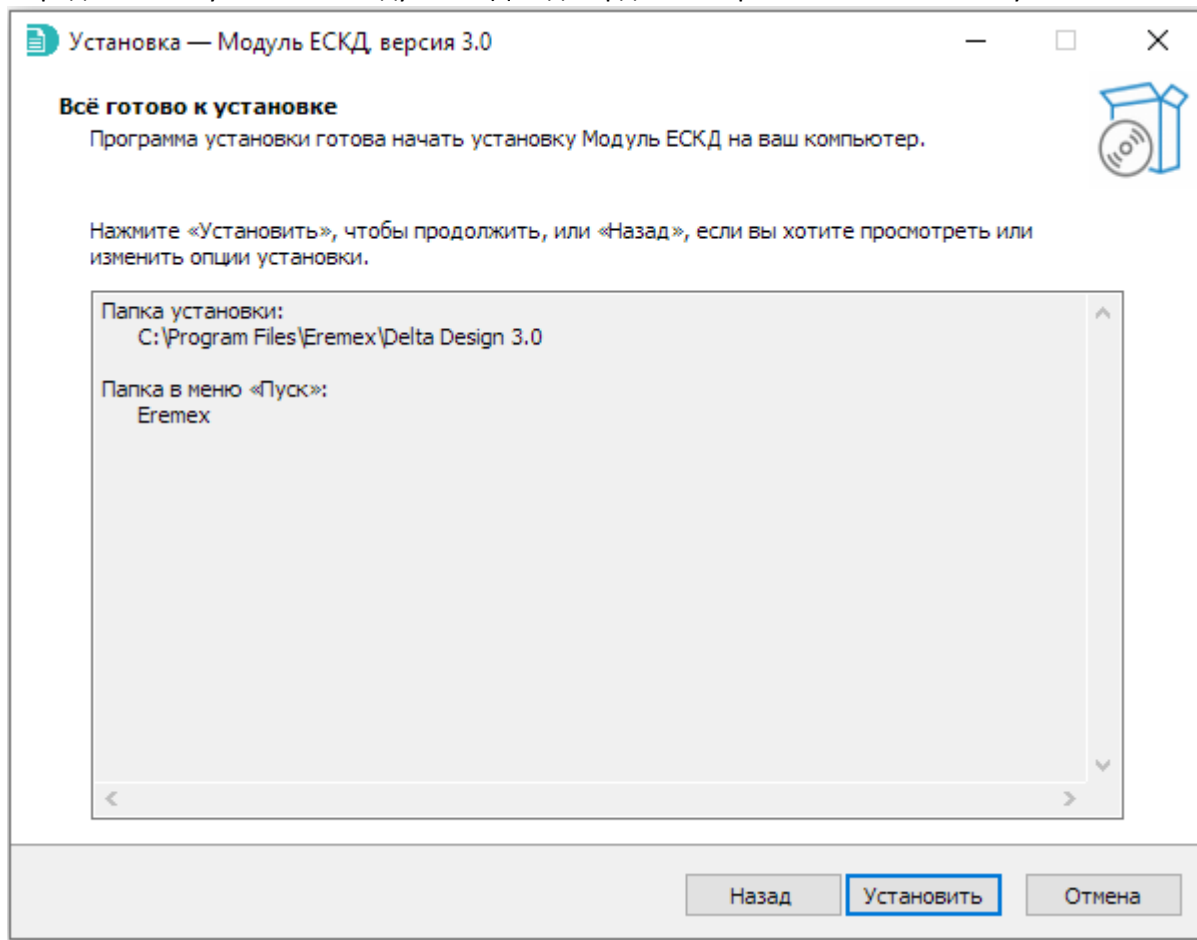 Установка — Модуль ЕСКД, версия 3.0
Всё готово к установке
Программа установки готова начать установку Модуль ЕСКД на ваш компьютер.
Нажмите «Установить», чтобы продолжить, или «Назад», если вы хотите просмотреть или
изменить опции установки.
Папка установки:
C:\Program Files\Eremex\Delta Design 3.0
Папка в меню «Пуск»:
Eremex
Назад
Установить
Отмена